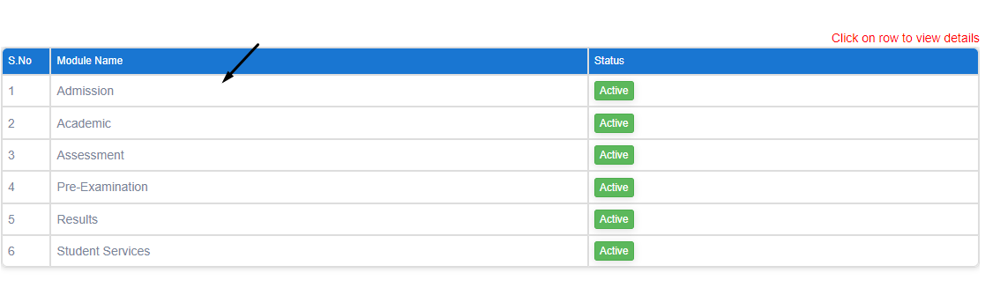 Click on row to view details
S.No Module Name Status
1 Admission Active
2 Academic Active
3 Assessment Active
4 Pre-Examination Active
5 Results Active
6 Student Services Active